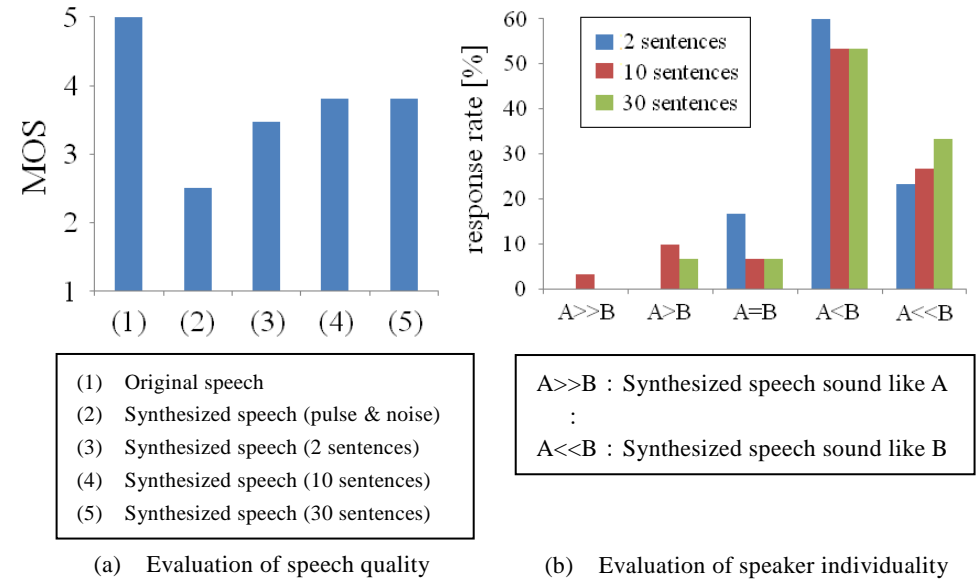 5
4
3
2
1
MOS
(1) (2) (3) (4) (5)
(1) Original speech
(2) Synthesized speech (pulse & noise)
(3) Synthesized speech (2 sentences)
(4) Synthesized speech (10 sentences)
(5) Synthesized speech (30 sentences)
(a) Evaluation of speech quality
60
50
40
30
20
10
0
response rate [%]
2 sentences
10 sentences
30 sentences
A>>B A>B A=B A<B A<<B
A>>B : Synthesized speech sound like A
:
A<<B : Synthesized speech sound like B
(b) Evaluation of speaker individuality